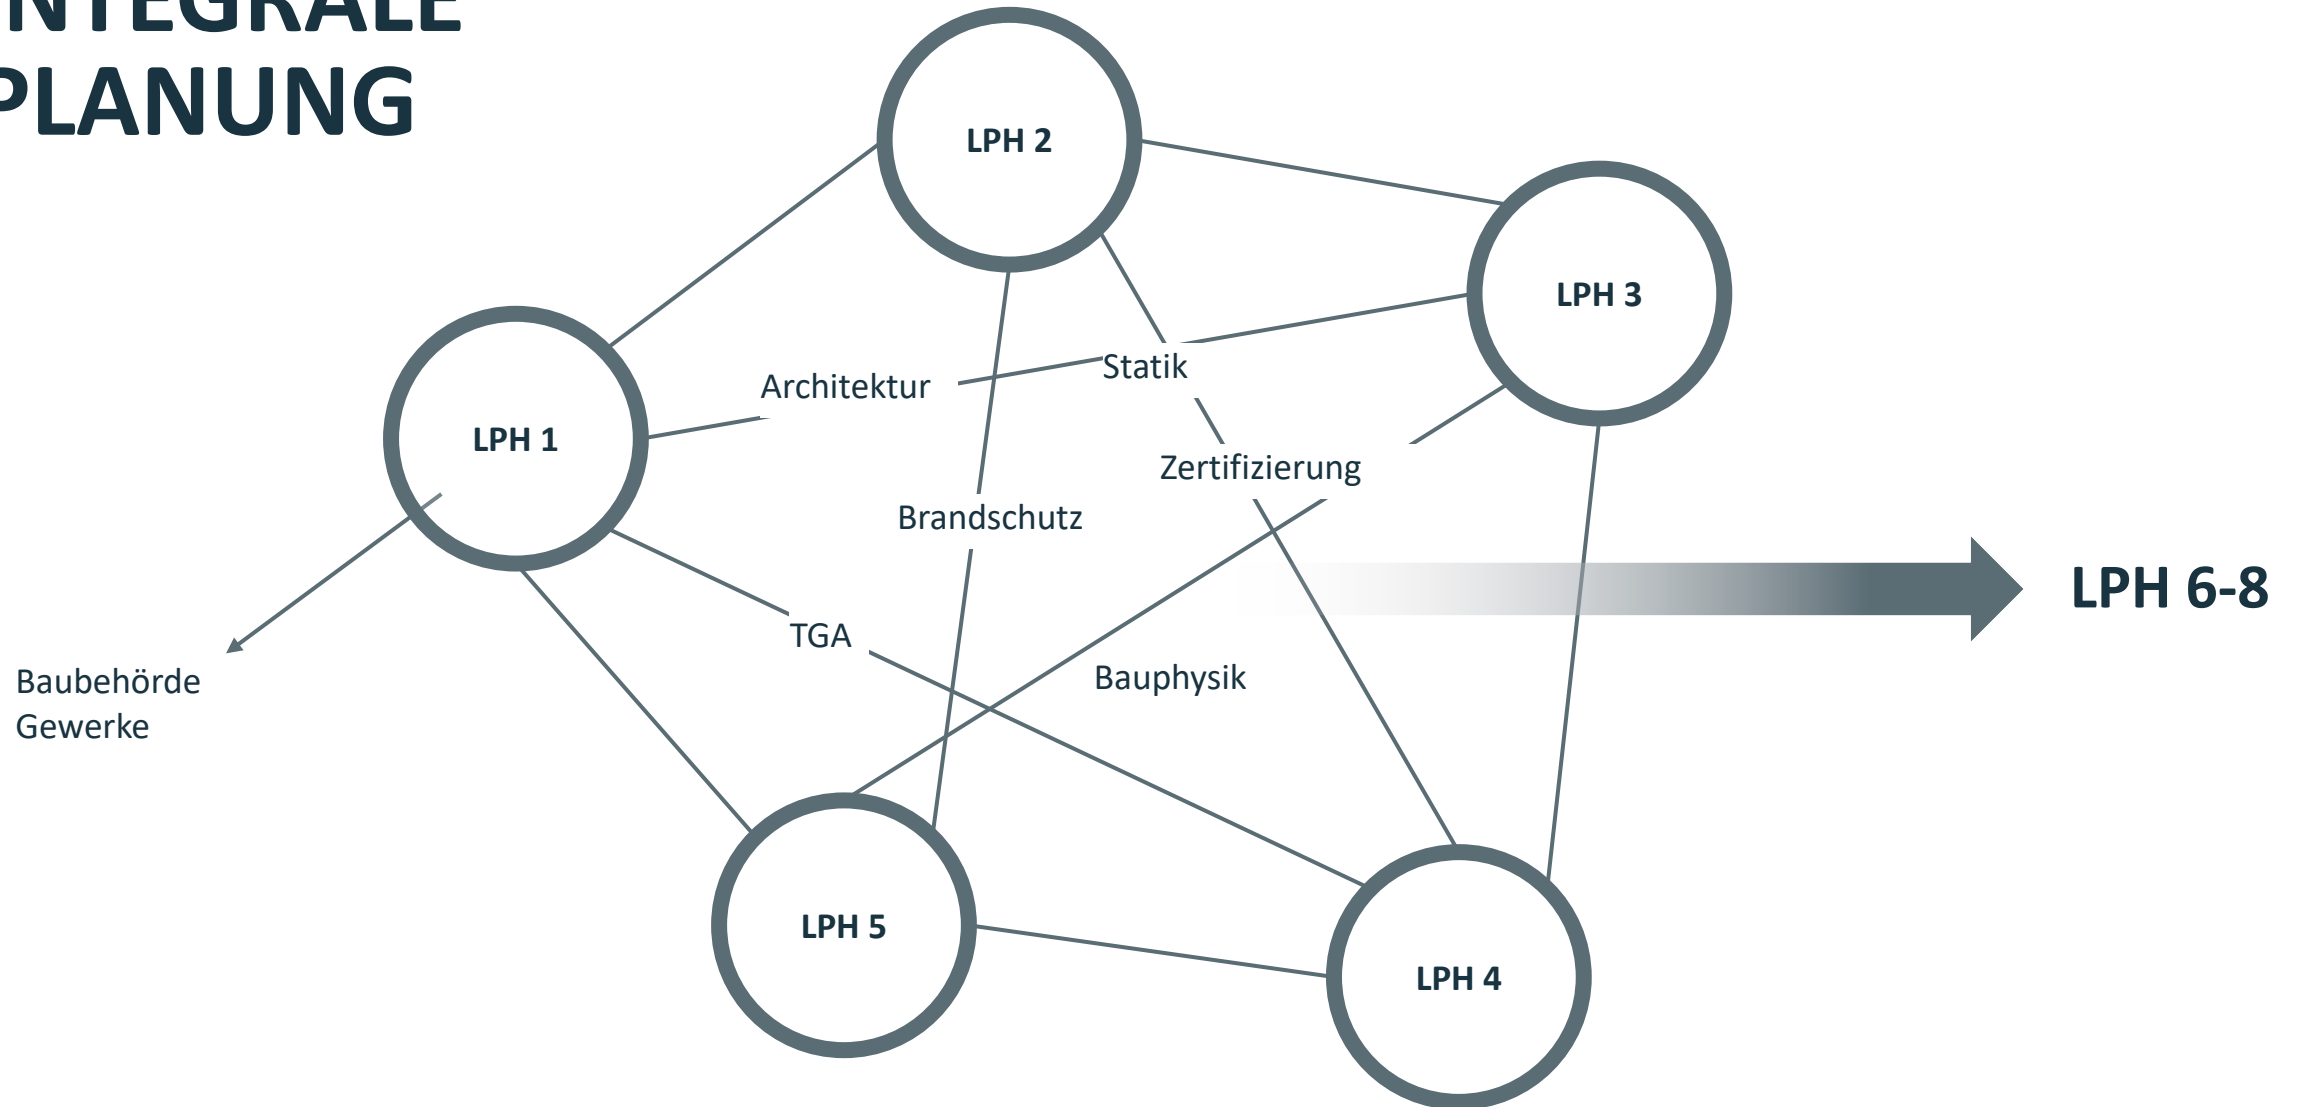 INTEGRALE
PLANUNG
LPH 2
LPH 3
LPH 1
Architektur
Statik
Zertifizierung
Brandschutz
LPH 6-8
TGA
Bauphysik
Baubehörde
Gewerke
LPH 5
LPH 4